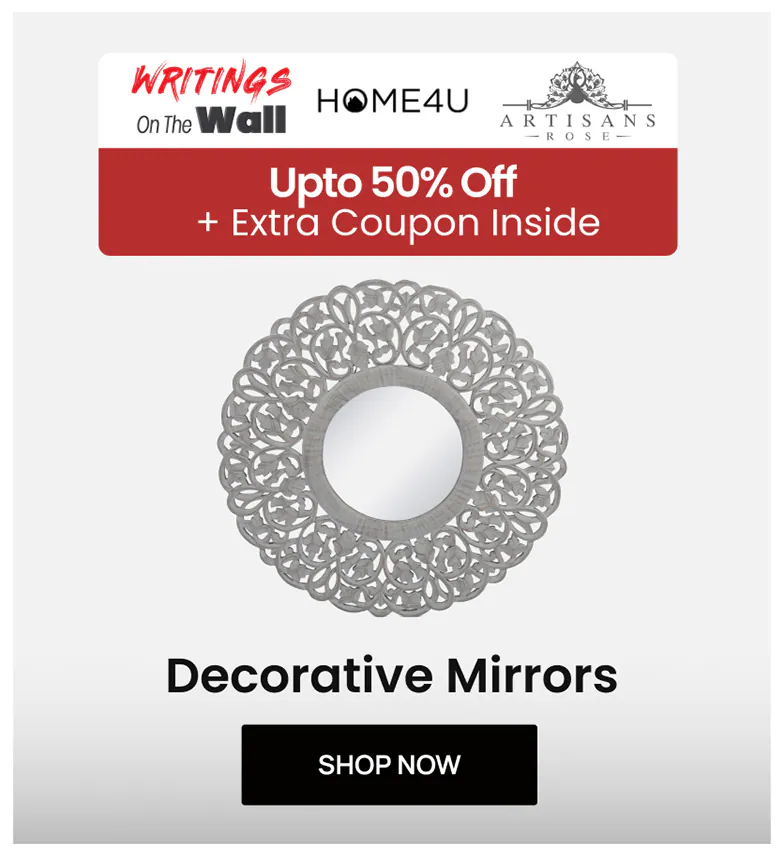 WRITINGS
On The Wall
HOME4U
ARTISANS
ROSE
Upto 50% Off
+ Extra Coupon Inside
Decorative Mirrors
SHOP NOW